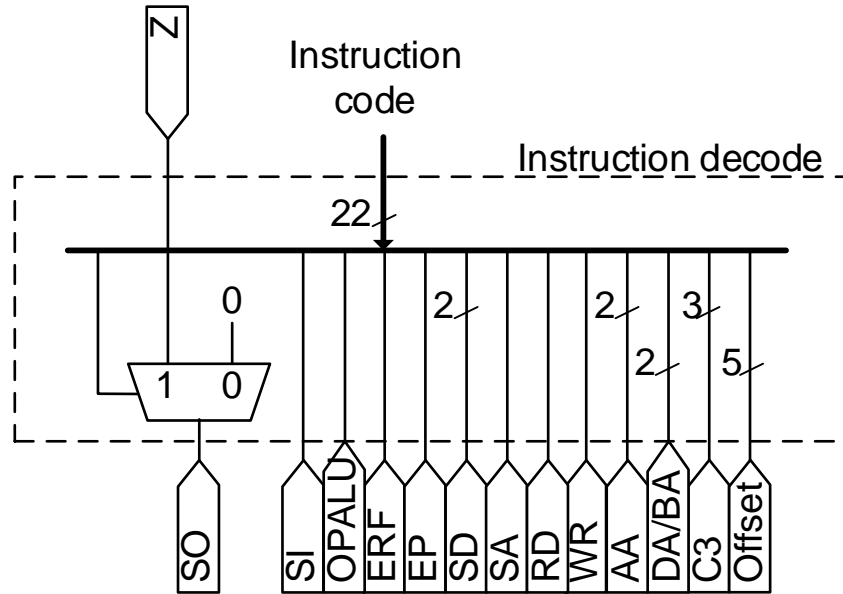 Z
Instruction
code
Instruction decode
22
0
2
2
3
2
5
1
0
SO
SI
OPALU
ERF
EP
SD
SA
RD
WR
AA
DA/BA
C3
Offset